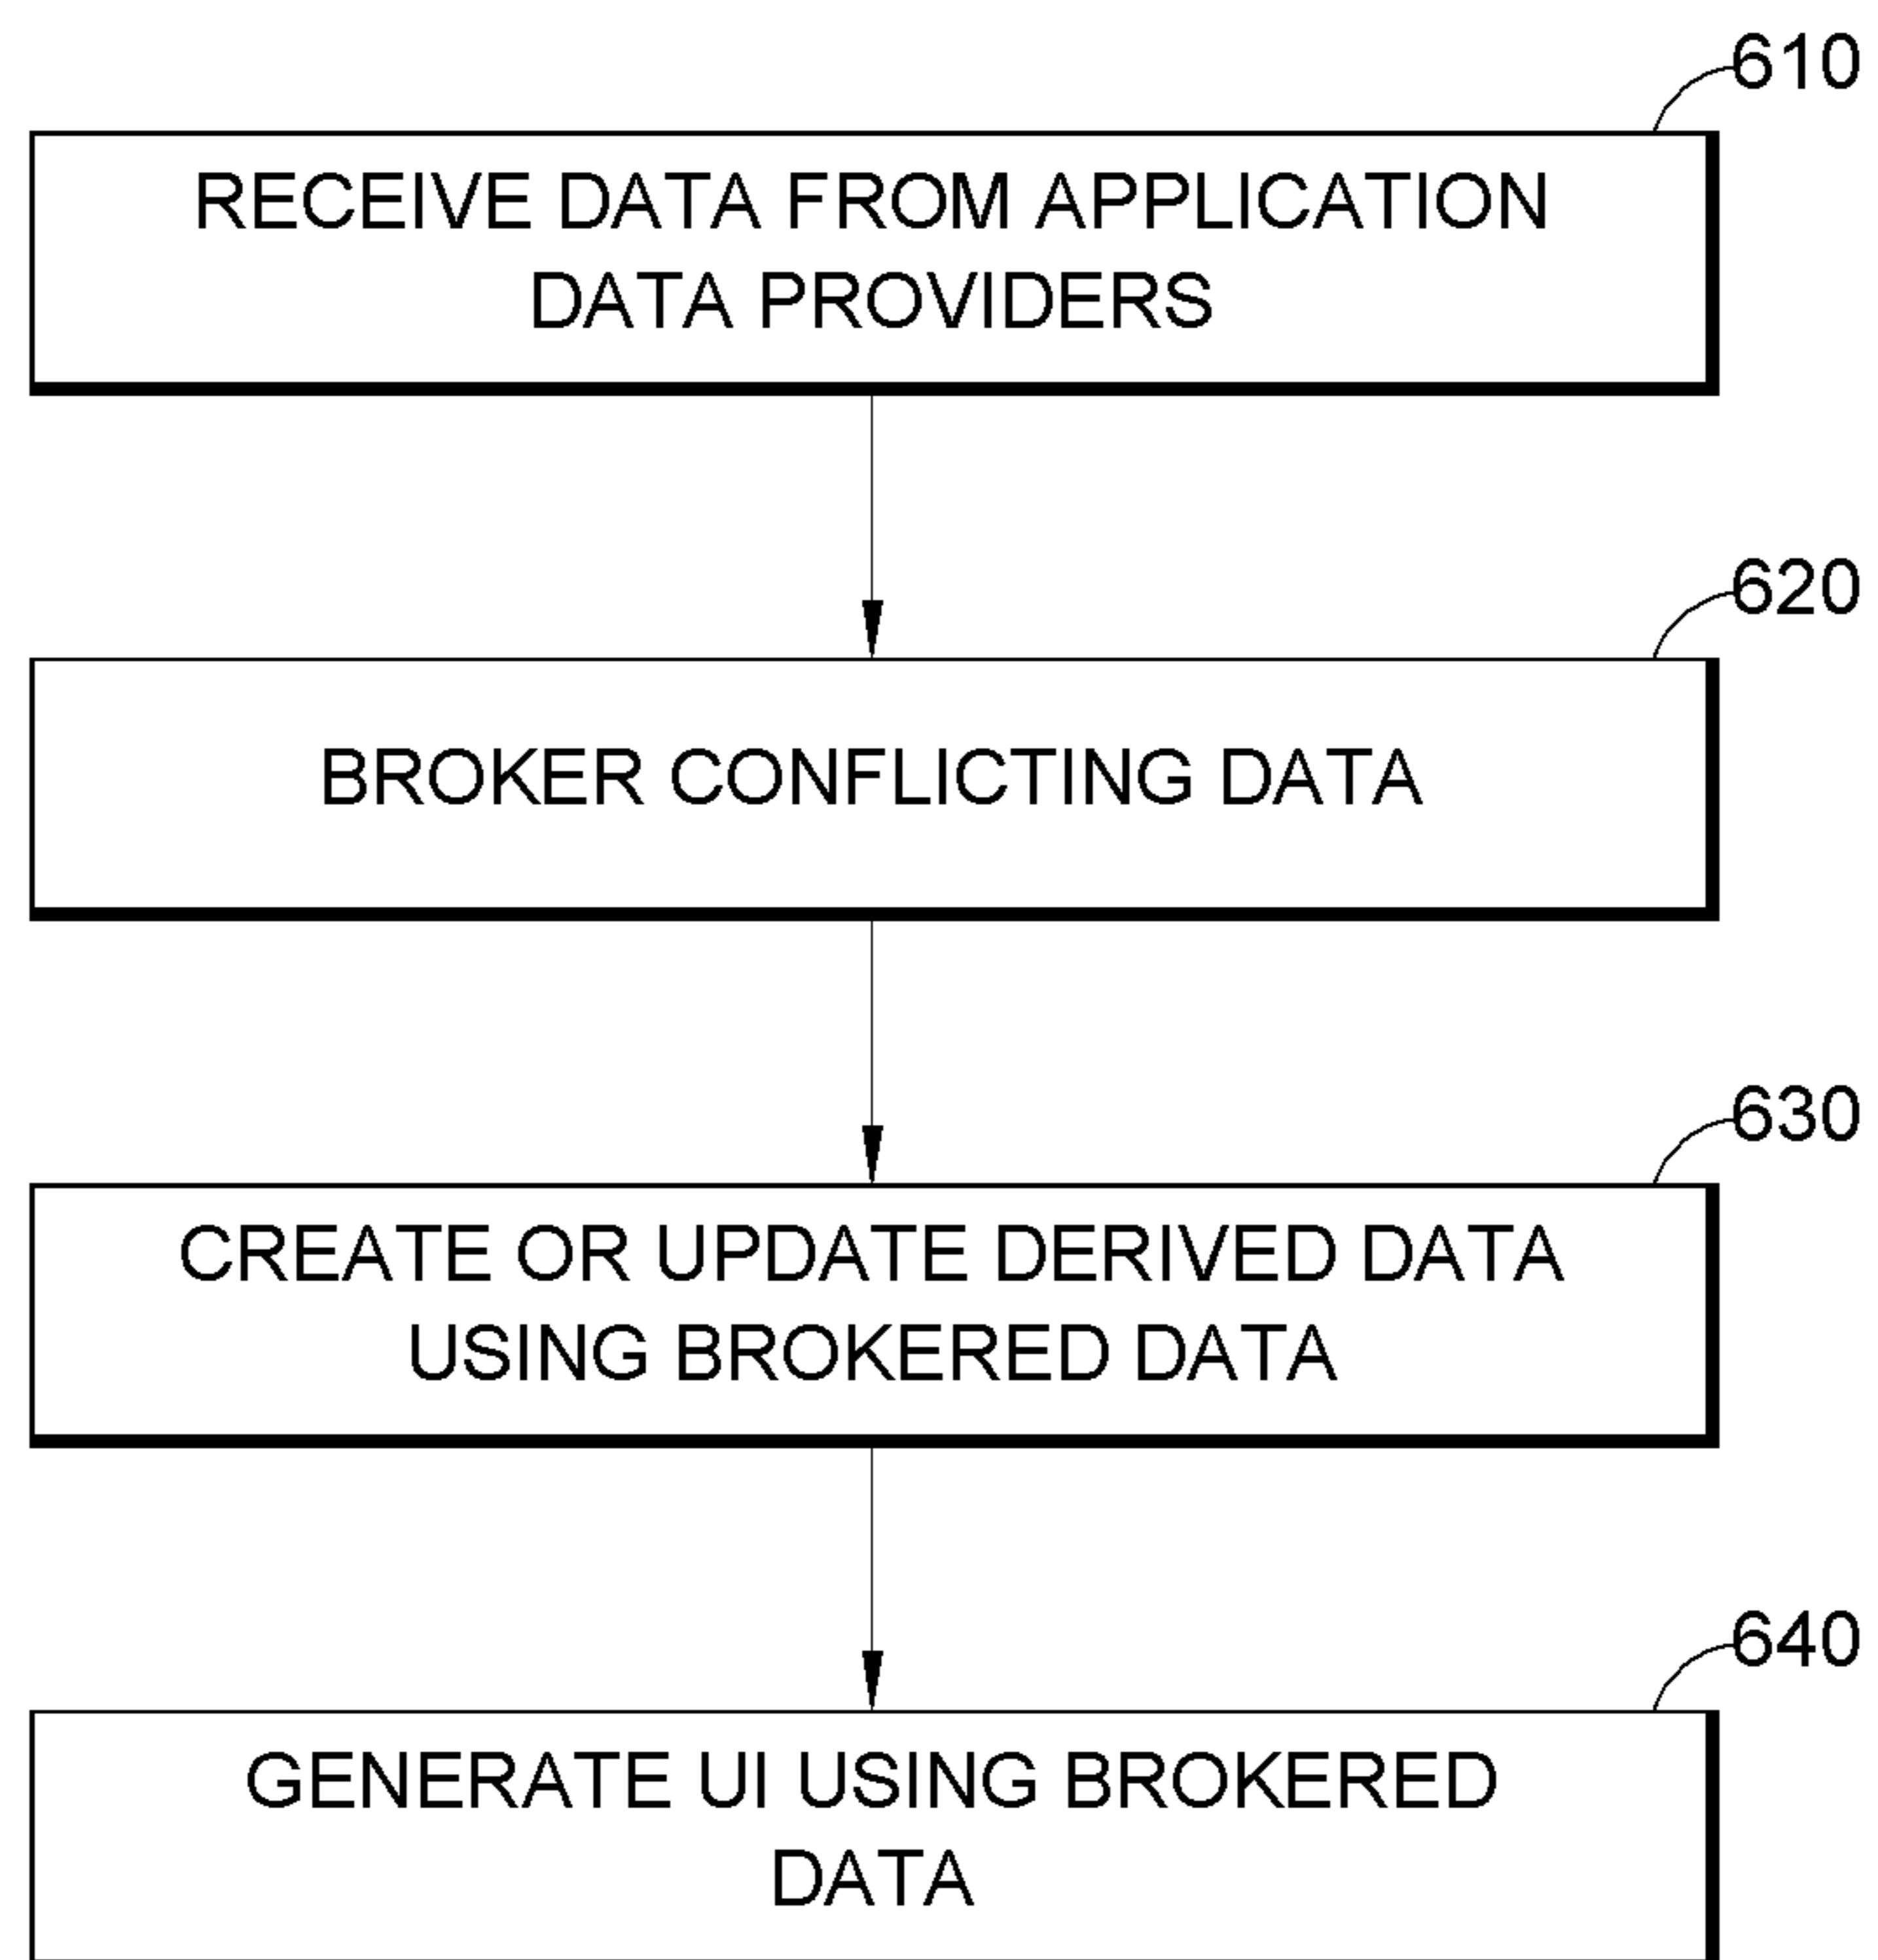 610
RECEIVE DATA FROM APPLICATION
DATA PROVIDERS
620
BROKER CONFLICTING DATA
630
CREATE OR UPDATE DERIVED DATA
USING BROKERED DATA
640
GENERATE UI USING BROKERED
DATA